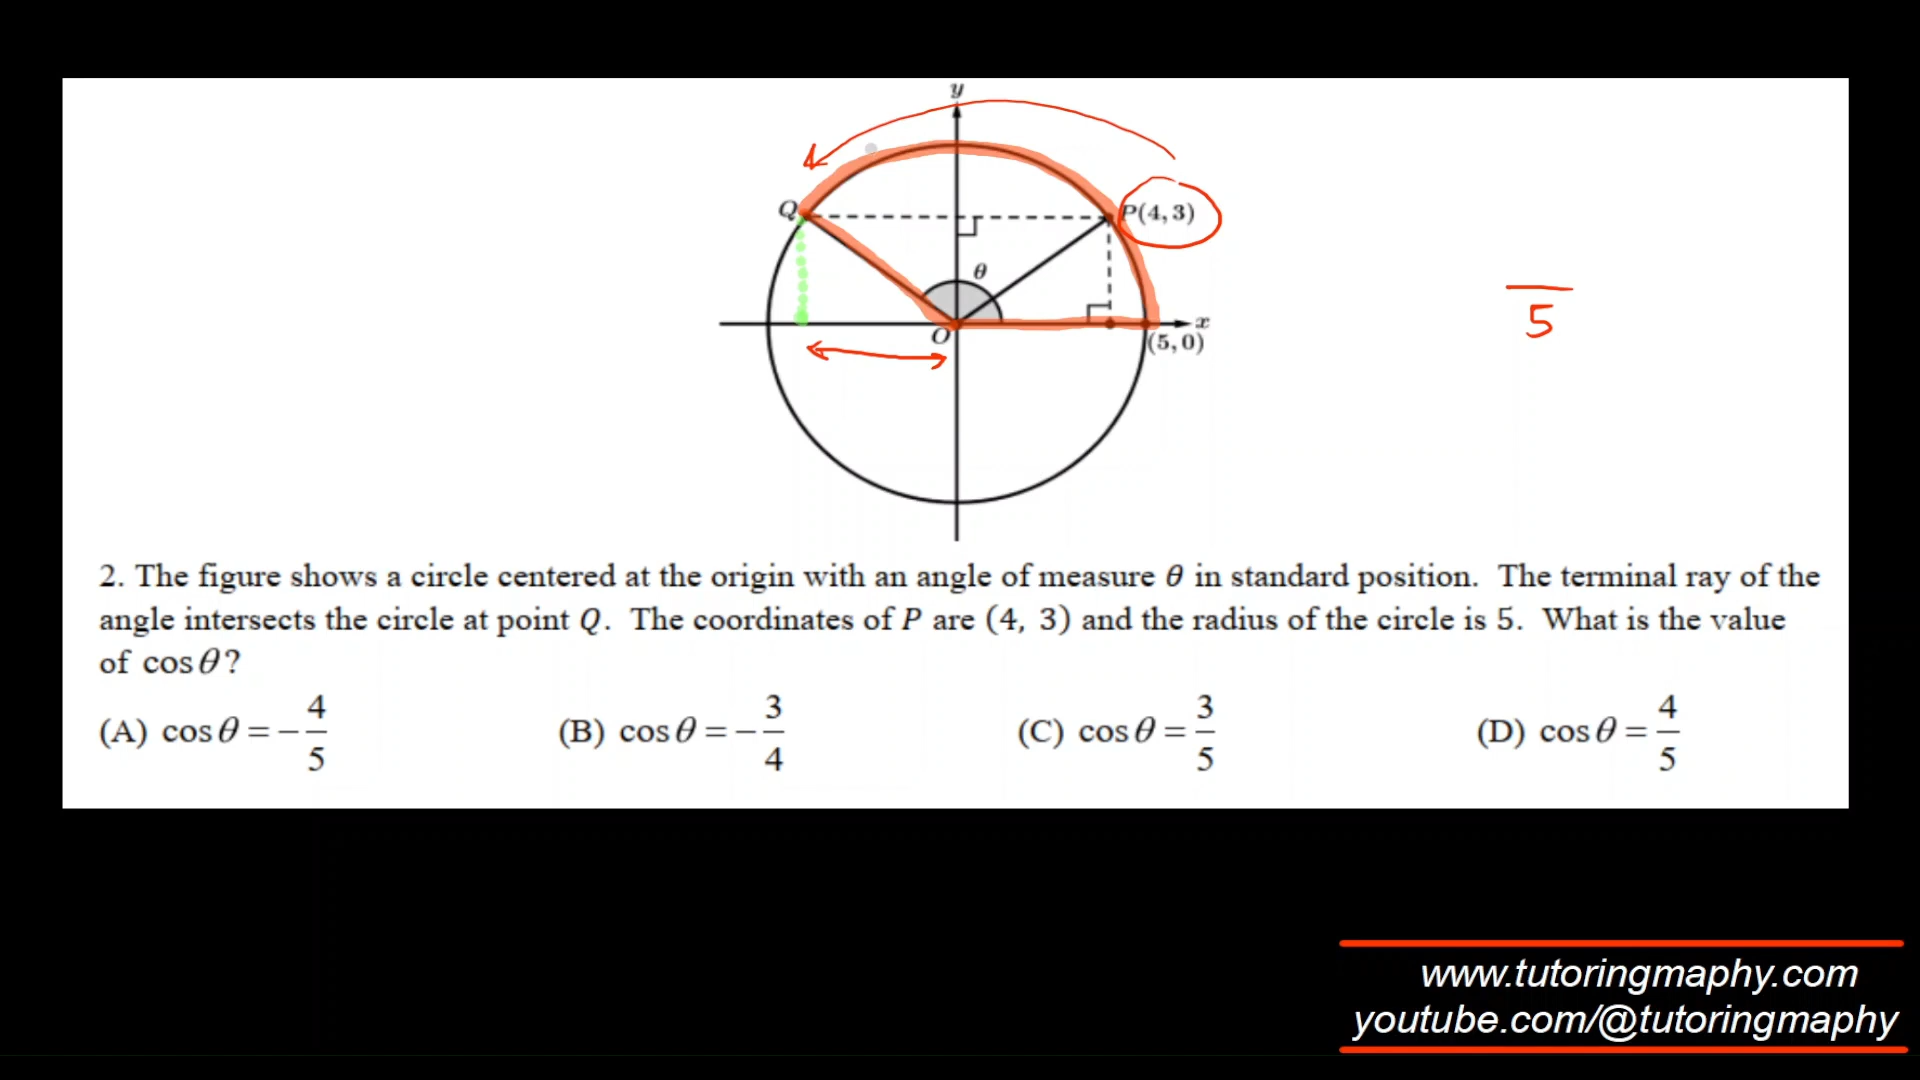 y
Q
P(4, 3)
θ
O
x
(5, 0)
5
2. The figure shows a circle centered at the origin with an angle of measure θ in standard position. The terminal ray of the
angle intersects the circle at point Q. The coordinates of P are (4, 3) and the radius of the circle is 5. What is the value
of cos θ?
(A) cos θ = −4/5 (B) cos θ = −3/4 (C) cos θ = 3/5 (D) cos θ = 4/5
www.tutoringmaphy.com
youtube.com/@tutoringmaphy